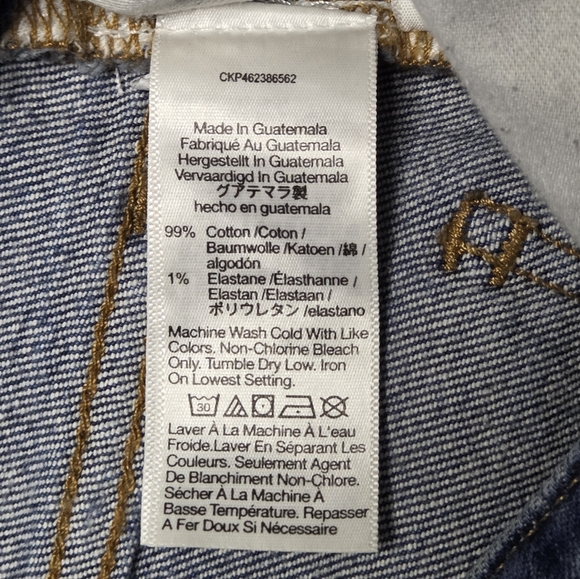 CKP462386562
Made In Guatemala
Fabriqué Au Guatemala
Hergestellt In Guatemala
Vervaardigd In Guatemala
グアテマラ製
hecho en guatemala
99% Cotton /Coton /
Baumwolle /Katoen /綿 /
algodón
1% Elastane /Élasthanne /
Elastan /Elastaan /
ポリウレタン /elastano
Machine Wash Cold With Like
Colors. Non-Chlorine Bleach
Only. Tumble Dry Low. Iron
On Lowest Setting.
30
Laver À La Machine À L'eau
Froide.Laver En Séparant Les
Couleurs. Seulement Agent
De Blanchiment Non-Chlore.
Sécher À La Machine À
Basse Température. Repasser
A Fer Doux Si Nécessaire